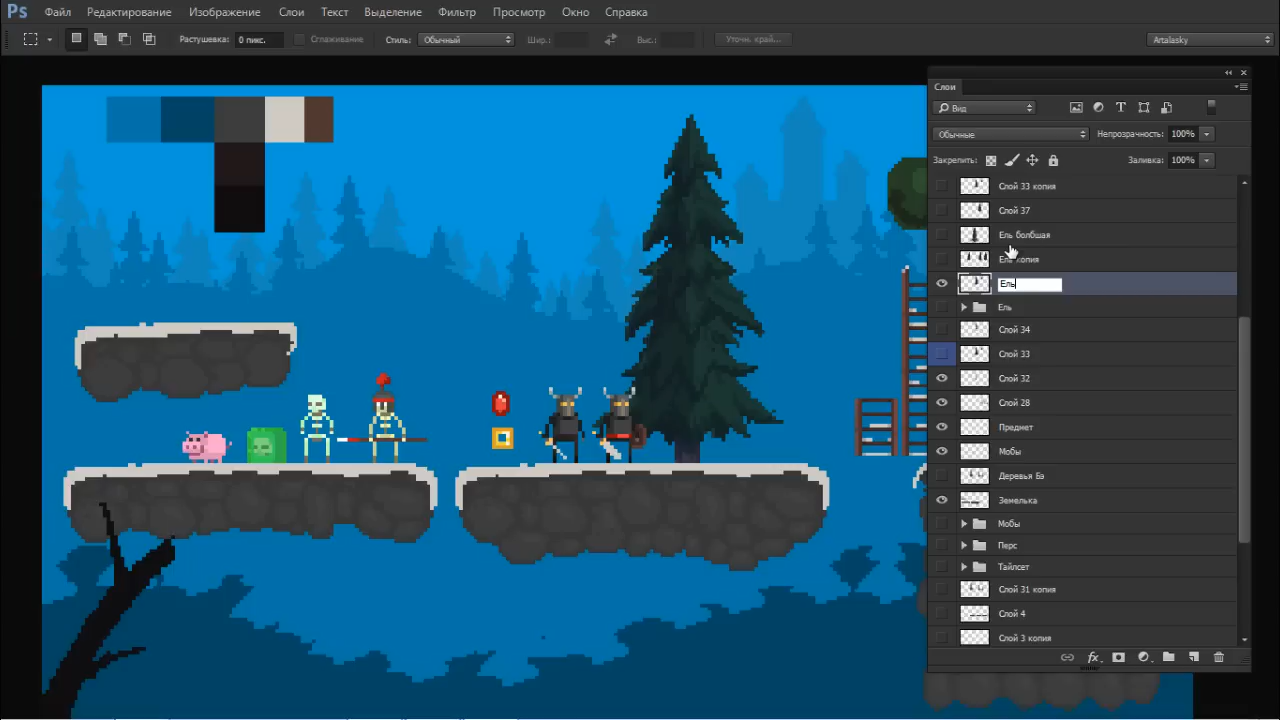 Ps Файл Редактирование Изображение Слои Текст Выделение Фильтр Просмотр Окно Справка
Растушевка: 0 пикс. Сглаживание Стиль: Обычный Шир.: Выс.: Уточн. край... Artalasky
Слои
Вид
Обычные Непрозрачность: 100%
Закрепить: Заливка: 100%
Слой 33 копия
Слой 37
Ель болбшая
Ель копия
Ель
Ель
Слой 34
Слой 33
Слой 32
Слой 28
Предмет
Мобы
Деревья Бэ
Земелька
Мобы
Перс
Тайлсет
Слой 31 копия
Слой 4
Слой 3 копия
fx